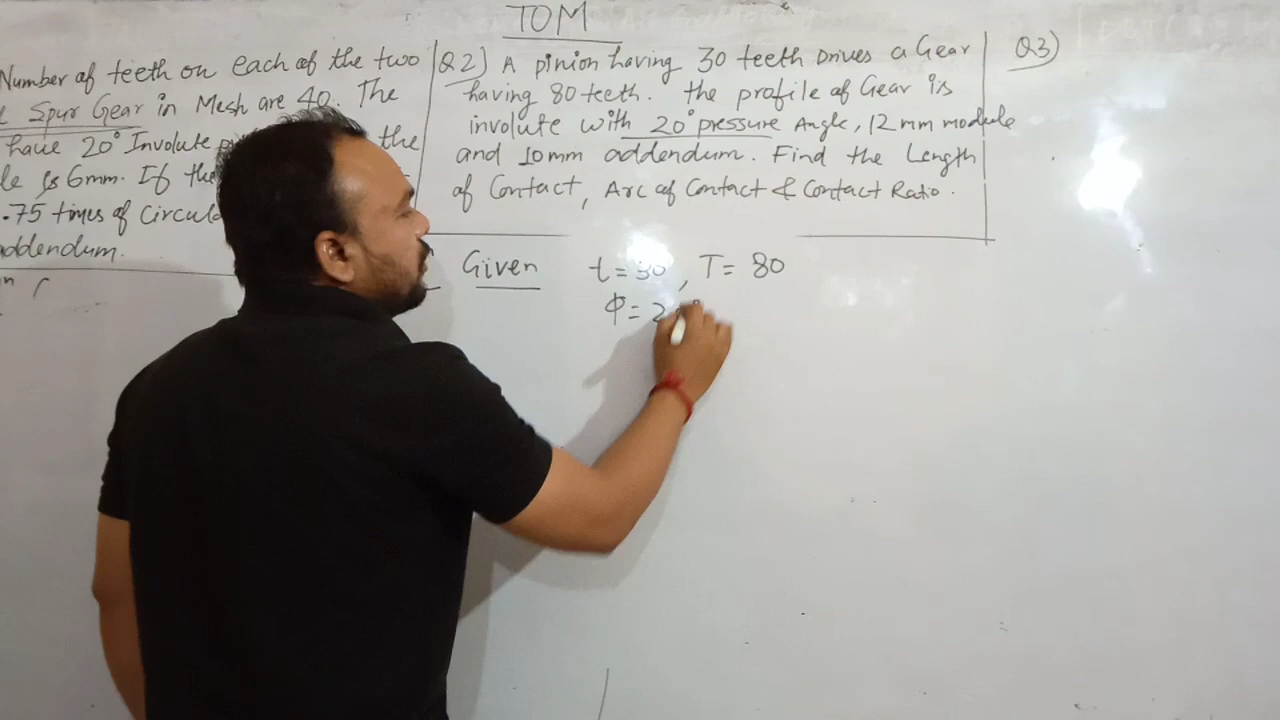 TOM
Number of teeth on each of the two
Spur Gear in Mesh are 40. The
have 20° Involute the
is 6mm. If the
.75 times of Circula
addendum.
Q2) A pinion having 30 teeth Drives a Gear
having 80 teeth. the profile of Gear is
involute with 20° pressure Angle, 12 mm module
and 10mm addendum. Find the Length
of Contact, Arc of Contact & Contact Ratio.
Q3)
Given t = 30, T = 80
Φ = 2